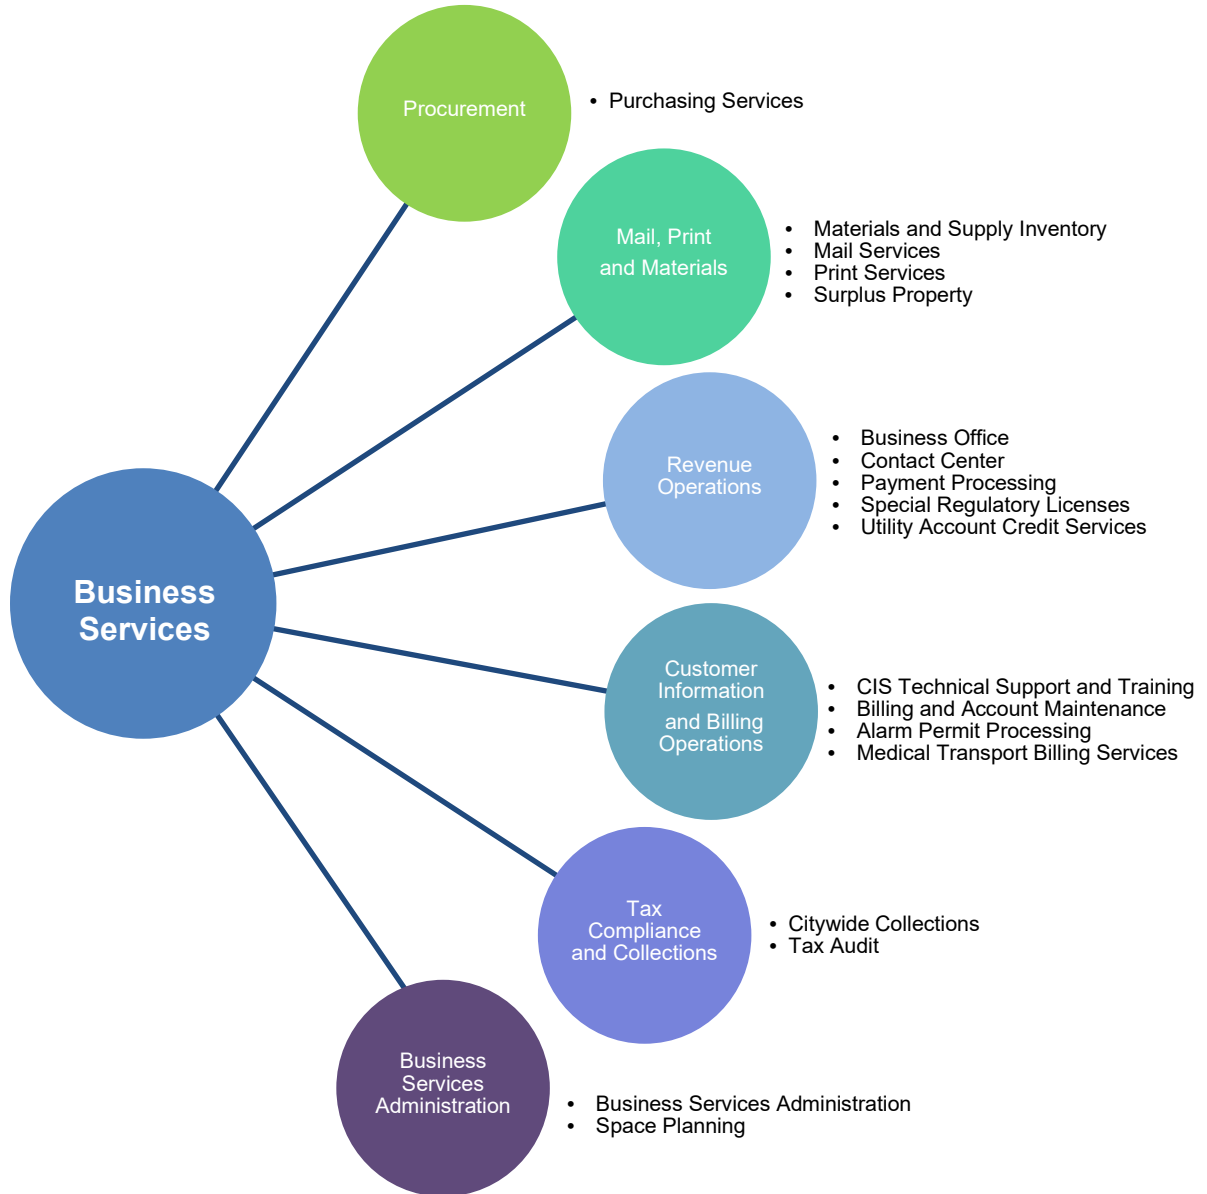 Procurement
• Purchasing Services
Mail, Print
and Materials
• Materials and Supply Inventory
• Mail Services
• Print Services
• Surplus Property
Revenue
Operations
• Business Office
• Contact Center
• Payment Processing
• Special Regulatory Licenses
• Utility Account Credit Services
Business
Services
Customer
Information
and Billing
Operations
• CIS Technical Support and Training
• Billing and Account Maintenance
• Alarm Permit Processing
• Medical Transport Billing Services
Tax
Compliance
and Collections
• Citywide Collections
• Tax Audit
Business
Services
Administration
• Business Services Administration
• Space Planning